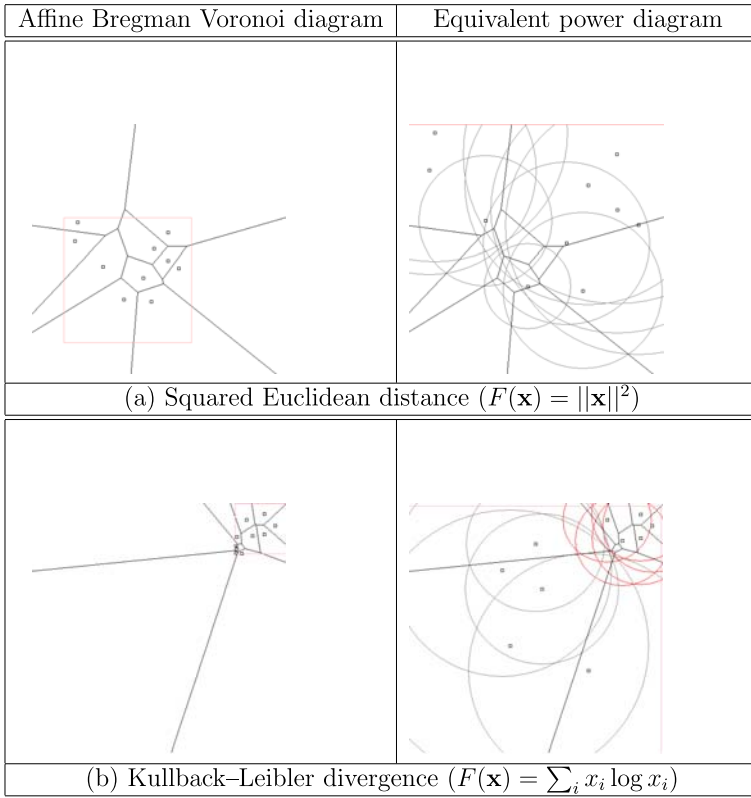 Affine Bregman Voronoi diagram
Equivalent power diagram
(a) Squared Euclidean distance (F(x) = ||x||²)
(b) Kullback–Leibler divergence (F(x) = ∑ᵢ xᵢ log xᵢ)